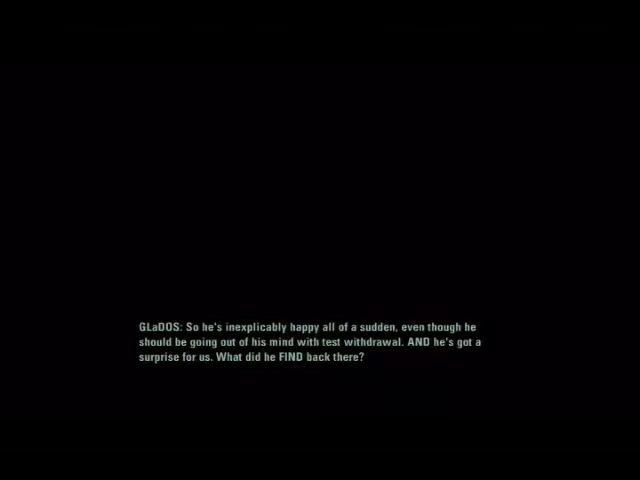 GLaDOS: So he's inexplicably happy all of a sudden, even though he
should be going out of his mind with test withdrawal. AND he's got a
surprise for us. What did he FIND back there?